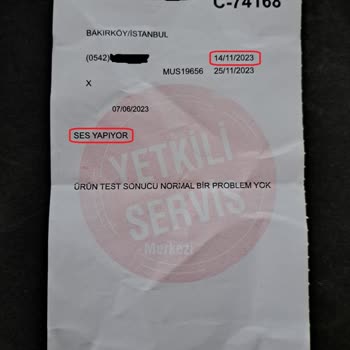 C-74168
BAKIRKÖY/İSTANBUL
(0542) 14/11/2023
MUS19656 25/11/2023
X
07/06/2023
SES YAPIYOR
YETKİLİ
ÜRÜN TEST SONUCU NORMAL BİR PROBLEM YOK
SERVİS
Merkezi